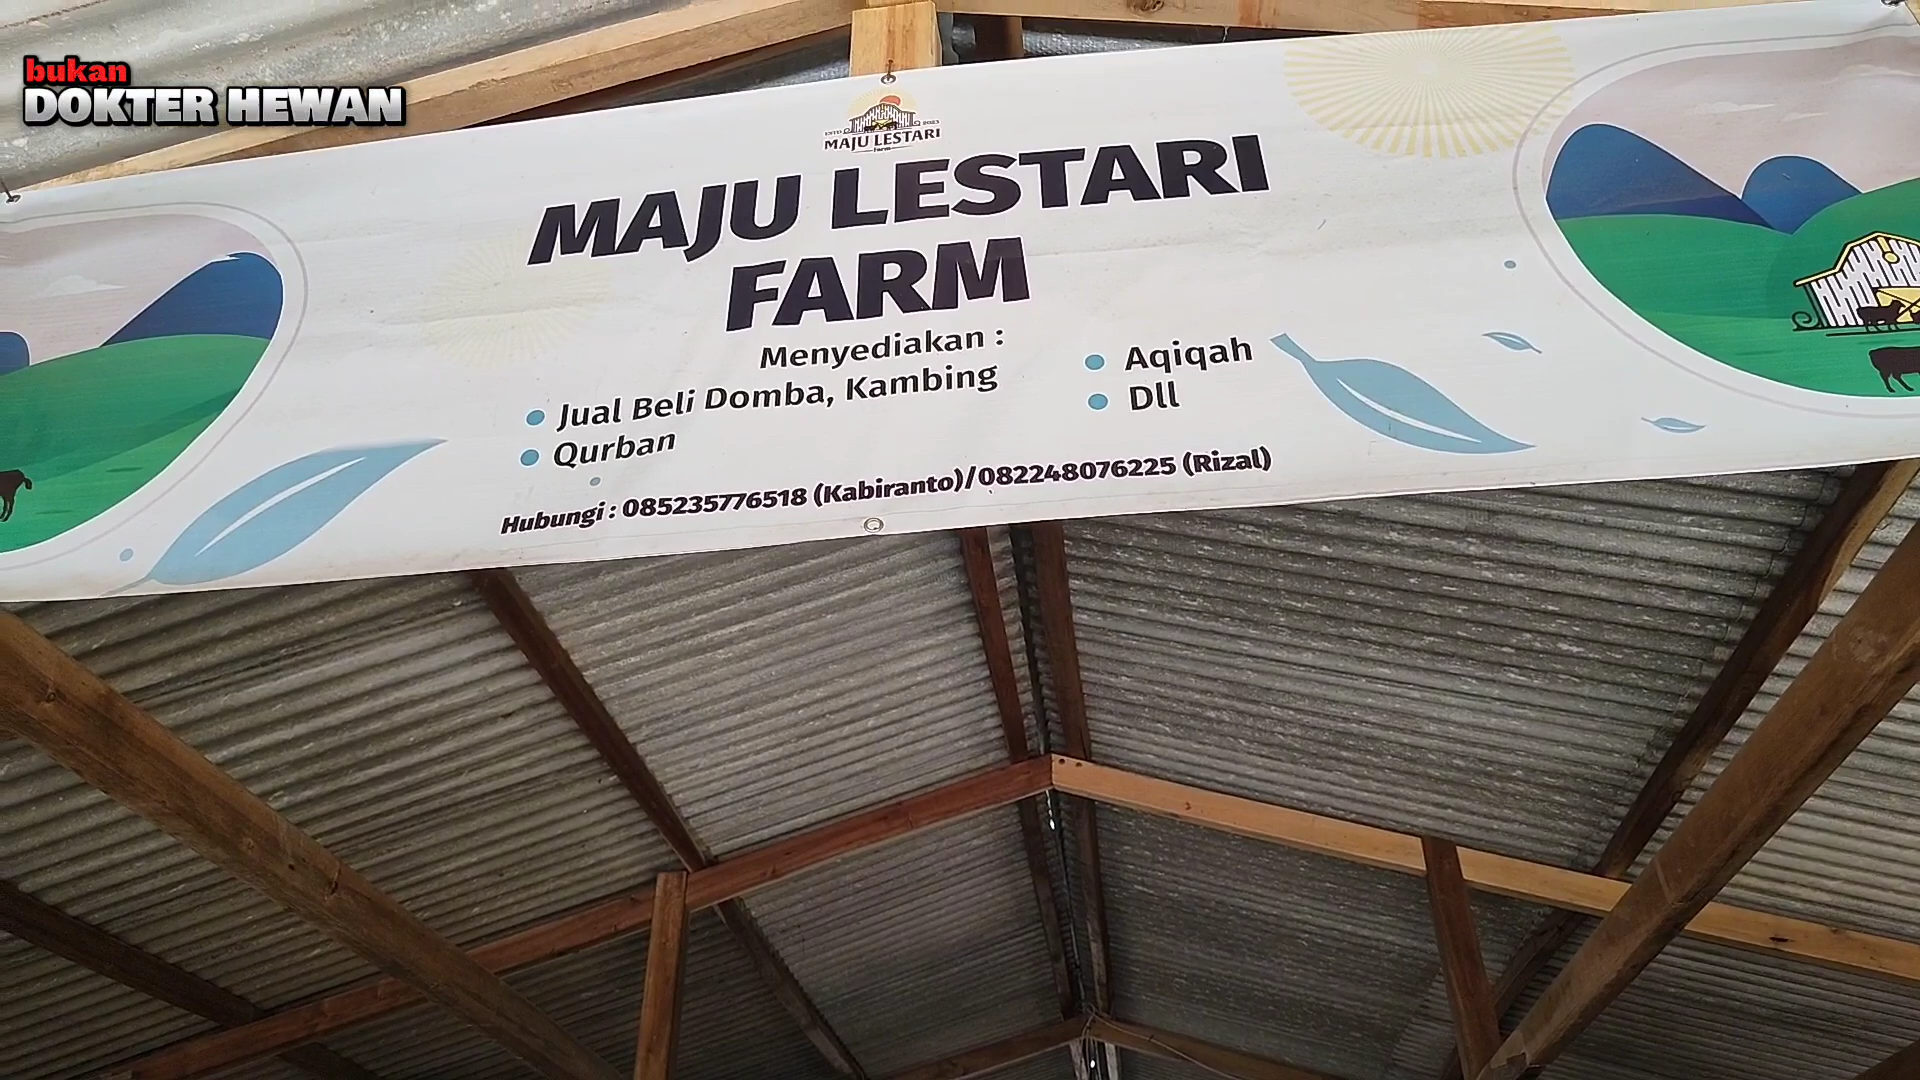 bukan
DOKTER HEWAN
ESTD 2023
MAJU LESTARI
Farm
MAJU LESTARI
FARM
Menyediakan :
Jual Beli Domba, Kambing
Qurban
Aqiqah
Dll
Hubungi : 085235776518 (Kabiranto)/082248076225 (Rizal)